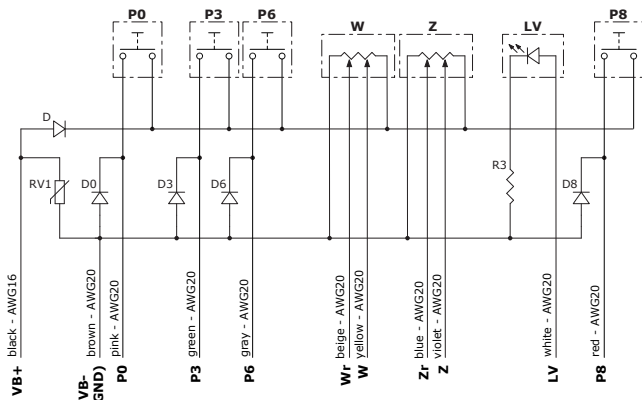 P0
P3
P6
W
Z
LV
P8
D
RV1
D0
D3
D6
R3
D8
black - AWG16
brown - AWG20
pink - AWG20
green - AWG20
gray - AWG20
beige - AWG20
yellow - AWG20
blue - AWG20
violet - AWG20
white - AWG20
red - AWG20
VB+
VB-
GND)
P0
P3
P6
Wr
W
Zr
Z
LV
P8